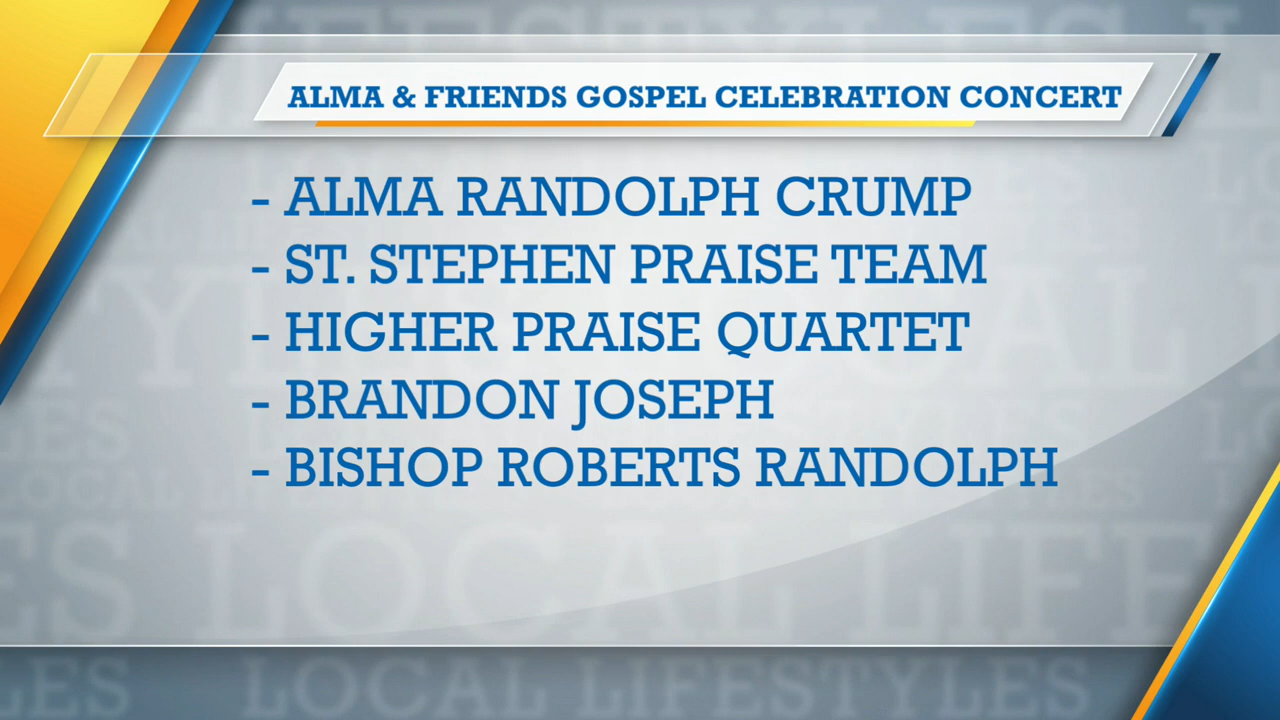 ALMA & FRIENDS GOSPEL CELEBRATION CONCERT
- ALMA RANDOLPH CRUMP
- ST. STEPHEN PRAISE TEAM
- HIGHER PRAISE QUARTET
- BRANDON JOSEPH
- BISHOP ROBERTS RANDOLPH
LOCAL LIFESTYLES